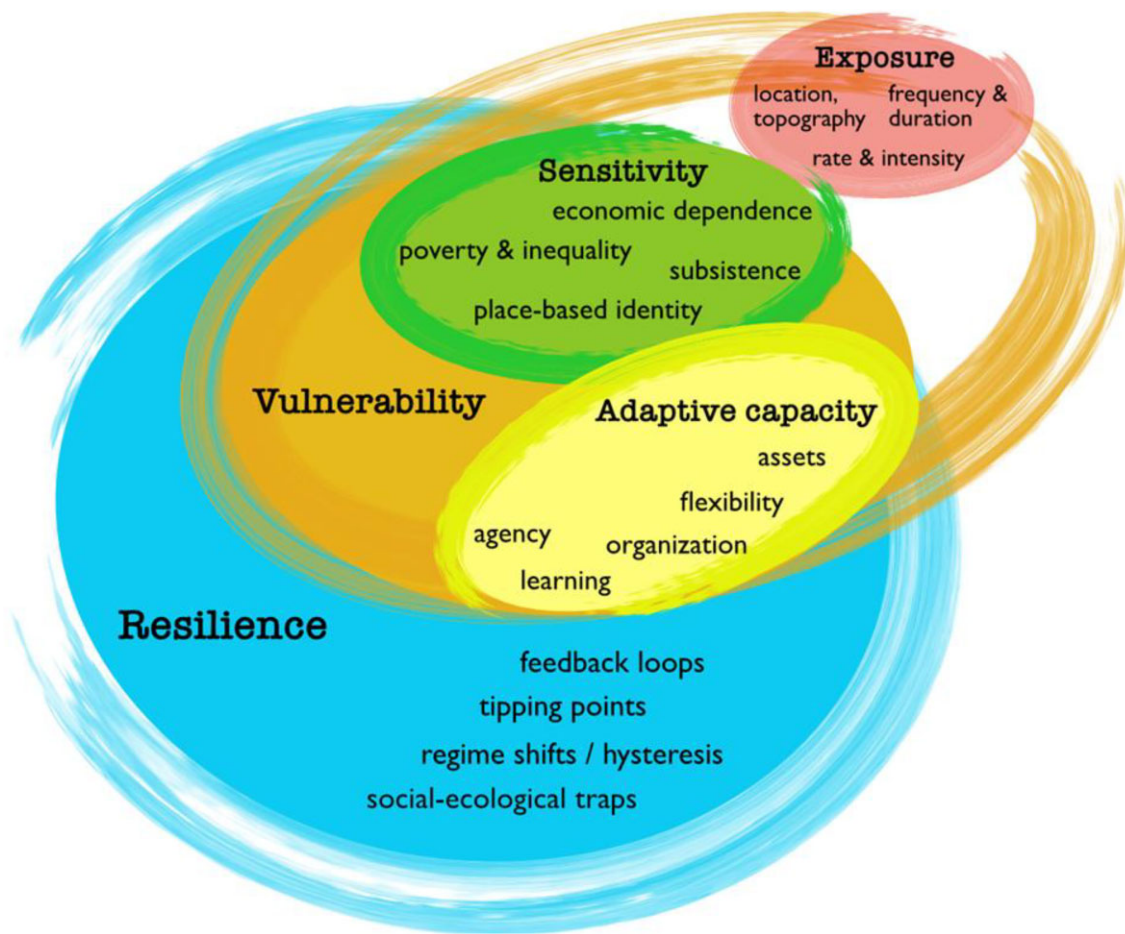 Exposure
location, frequency &
topography duration
rate & intensity
Sensitivity
economic dependence
poverty & inequality
subsistence
place-based identity
Vulnerability
Adaptive capacity
assets
flexibility
agency
organization
learning
Resilience
feedback loops
tipping points
regime shifts / hysteresis
social-ecological traps